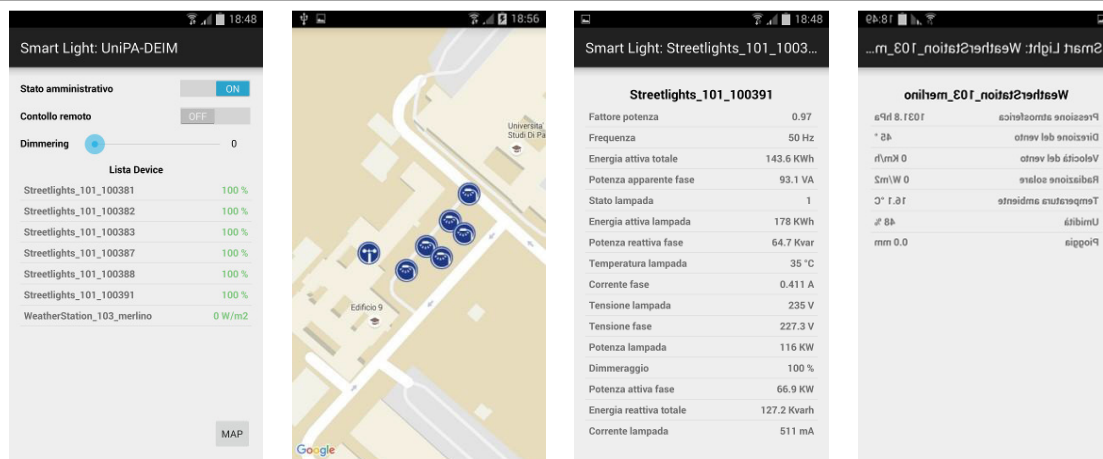 18:48
Smart Light: UniPA-DEIM
Stato amministrativo ON
Contollo remoto OFF
Dimmering 0
Lista Device
Streetlights_101_100381 100 %
Streetlights_101_100382 100 %
Streetlights_101_100383 100 %
Streetlights_101_100387 100 %
Streetlights_101_100388 100 %
Streetlights_101_100391 100 %
WeatherStation_103_merlino 0 W/m2
MAP
18:56
Universita'
Studi Di Pa
Edificio 9
Google
18:48
Smart Light: Streetlights_101_1003...
Streetlights_101_100391
Fattore potenza 0.97
Frequenza 50 Hz
Energia attiva totale 143.6 KWh
Potenza apparente fase 93.1 VA
Stato lampada 1
Energia attiva lampada 178 KWh
Potenza reattiva fase 64.7 Kvar
Temperatura lampada 35 °C
Corrente fase 0.411 A
Tensione lampada 235 V
Tensione fase 227.3 V
Potenza lampada 116 KW
Dimmeraggio 100 %
Potenza attiva fase 66.9 KW
Energia reattiva totale 127.2 Kvarh
Corrente lampada 511 mA
18:49
Smart Light: WeatherStation_103_m...
WeatherStation_103_merlino
Pressione atmosferica 1031.8 hPa
Direzione del vento 45 °
Velocità del vento 0 Km/h
Radiazione solare 0 W/m2
Temperatura ambiente 16.1 °C
Umidità 48 %
Pioggia 0.0 mm